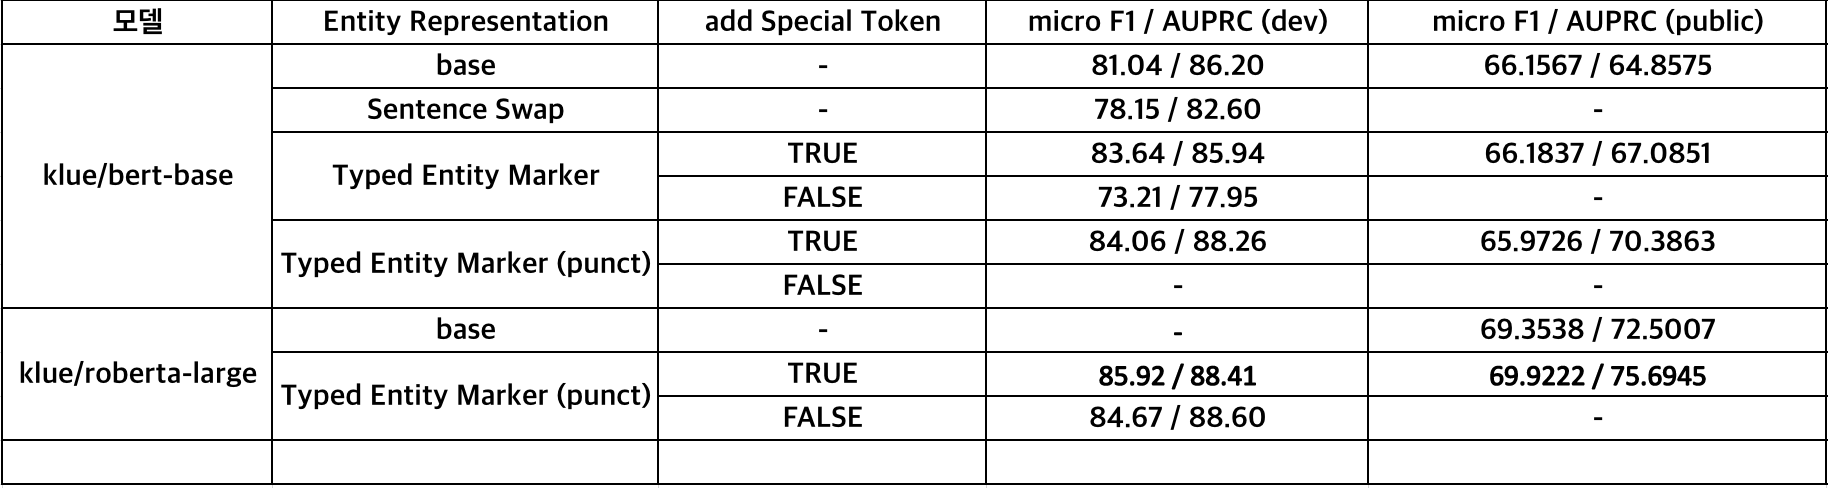 모델 Entity Representation add Special Token micro F1 / AUPRC (dev) micro F1 / AUPRC (public)
klue/bert-base base - 81.04 / 86.20 66.1567 / 64.8575
Sentence Swap - 78.15 / 82.60 -
Typed Entity Marker TRUE 83.64 / 85.94 66.1837 / 67.0851
FALSE 73.21 / 77.95 -
Typed Entity Marker (punct) TRUE 84.06 / 88.26 65.9726 / 70.3863
FALSE - -
klue/roberta-large base - - 69.3538 / 72.5007
Typed Entity Marker (punct) TRUE 85.92 / 88.41 69.9222 / 75.6945
FALSE 84.67 / 88.60 -